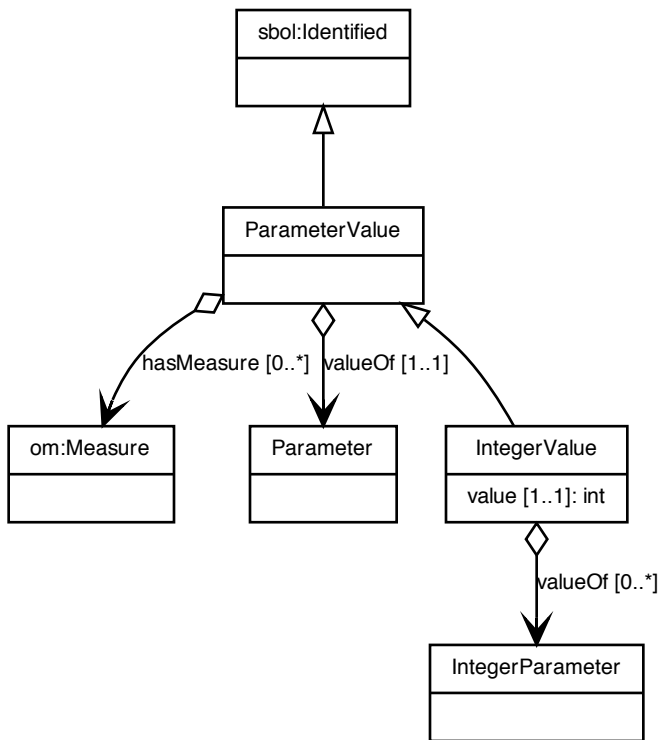 sbol:Identified
ParameterValue
hasMeasure [0..*]
valueOf [1..1]
om:Measure
Parameter
IntegerValue
value [1..1]: int
valueOf [0..*]
IntegerParameter